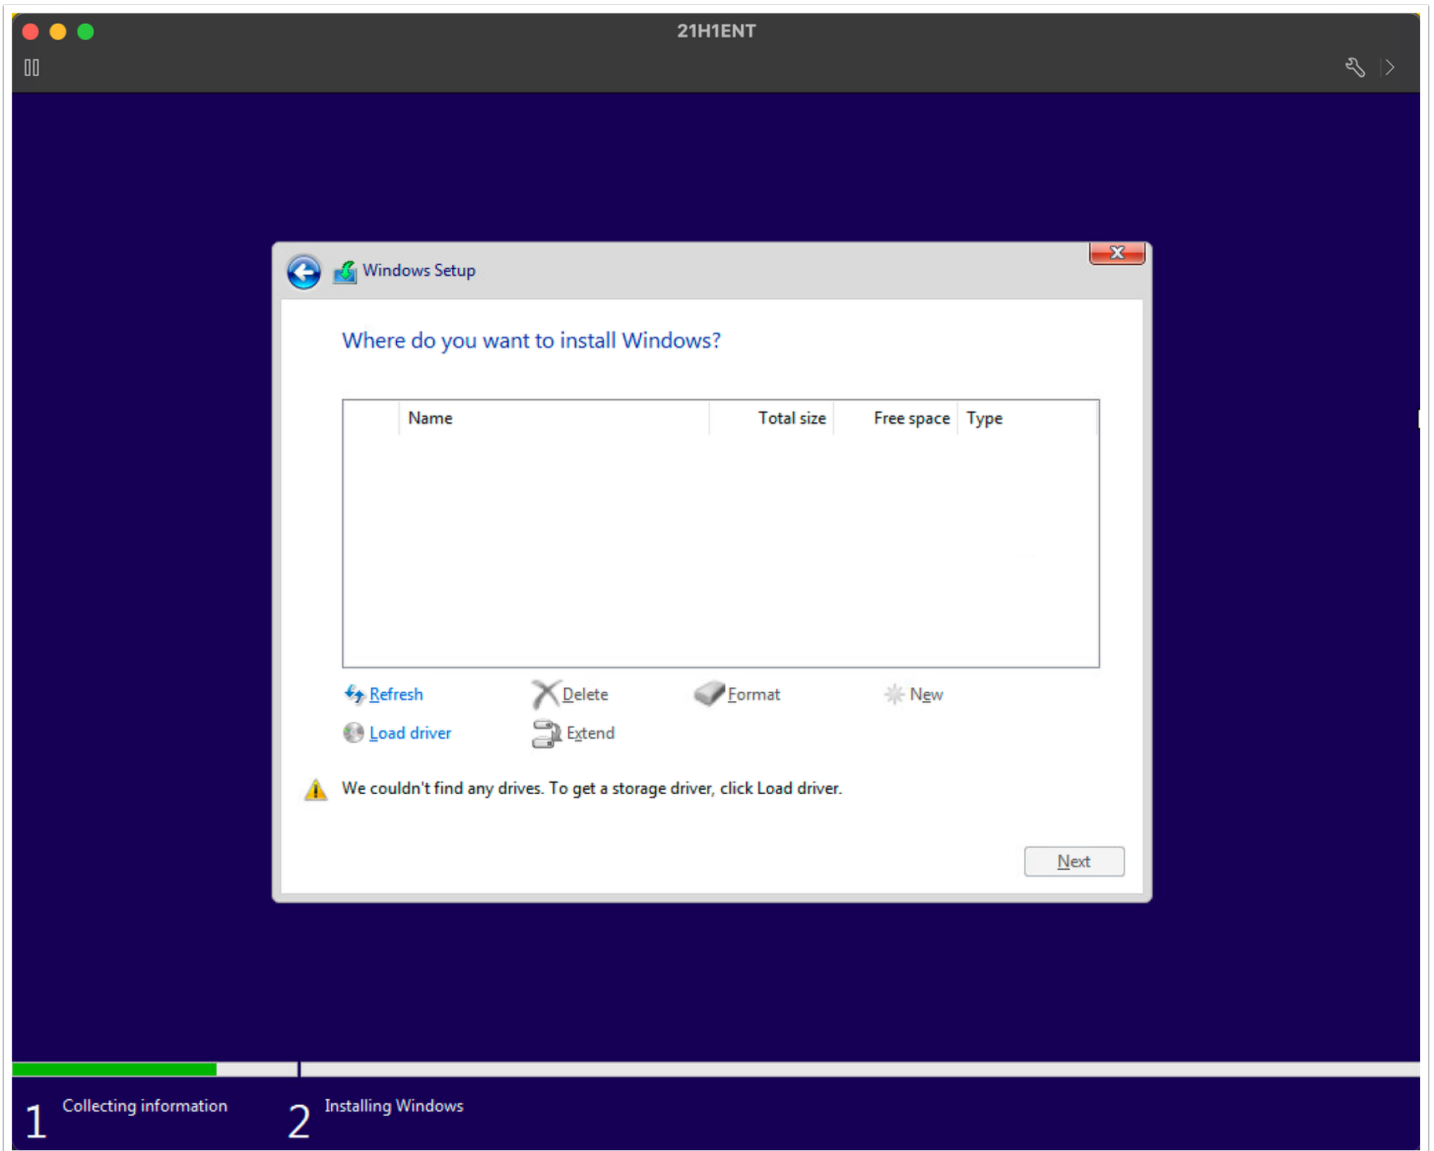 21H1ENT
Windows Setup
Where do you want to install Windows?
Name Total size Free space Type
Refresh Delete Format New
Load driver Extend
We couldn't find any drives. To get a storage driver, click Load driver.
Next
1 Collecting information 2 Installing Windows